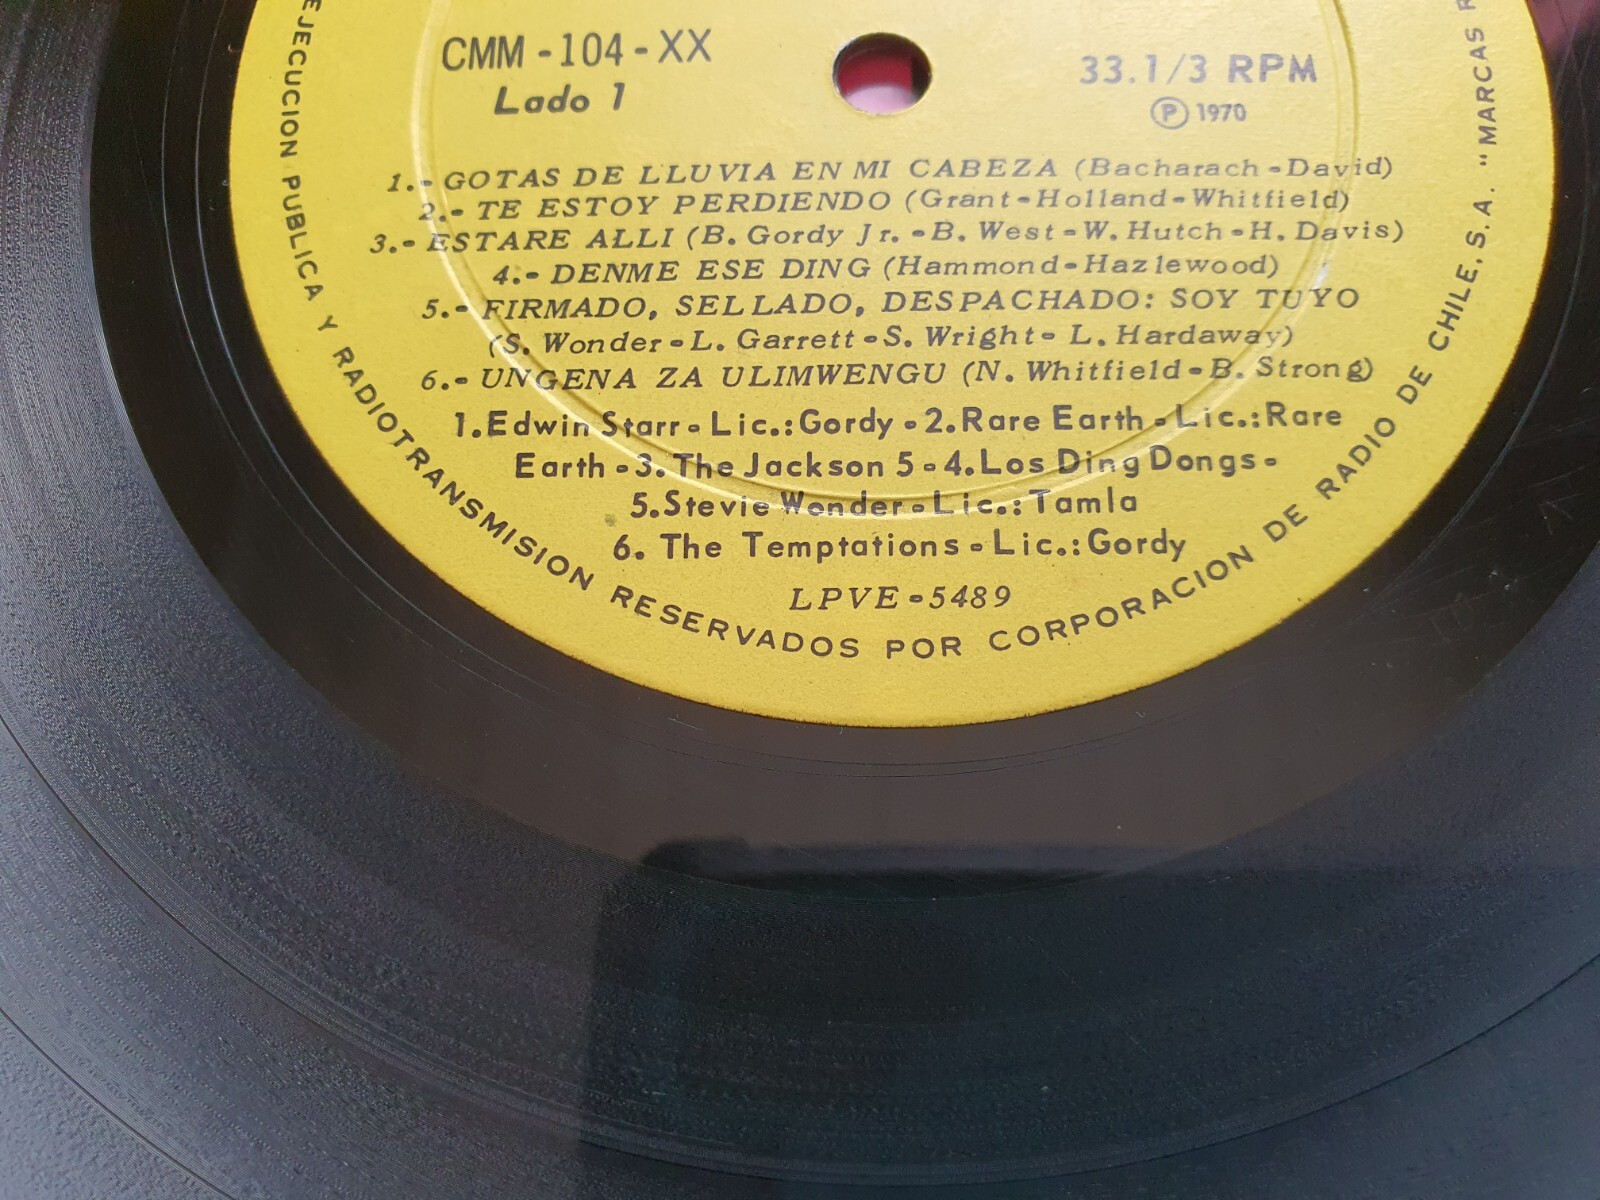 CMM - 104 - XX
Lado 1
33.1/3 RPM
Ⓟ 1970
1.- GOTAS DE LLUVIA EN MI CABEZA (Bacharach-David)
2.- TE ESTOY PERDIENDO (Grant-Holland-Whitfield)
3.- ESTARE ALLI (B. Gordy Jr. -B. West-W. Hutch-H. Davis)
4.- DENME ESE DING (Hammond-Hazlewood)
5.- FIRMADO, SELLADO, DESPACHADO: SOY TUYO
(S. Wonder-L. Garrett-S. Wright- L. Hardaway)
6.- UNGENA ZA ULIMWENGU (N. Whitfield-B. Strong)
1.Edwin Starr-Lic.:Gordy-2.Rare Earth-Lic.:Rare
Earth-3.The Jackson 5-4.Los Ding Dongs-
5.Stevie Wonder-Lic.:Tamla
6. The Temptations-Lic.:Gordy
LPVE-5489
EJECUCION PUBLICA Y RADIOTRANSMISION RESERVADOS POR CORPORACION DE RADIO DE CHILE, S.A. "MARCAS